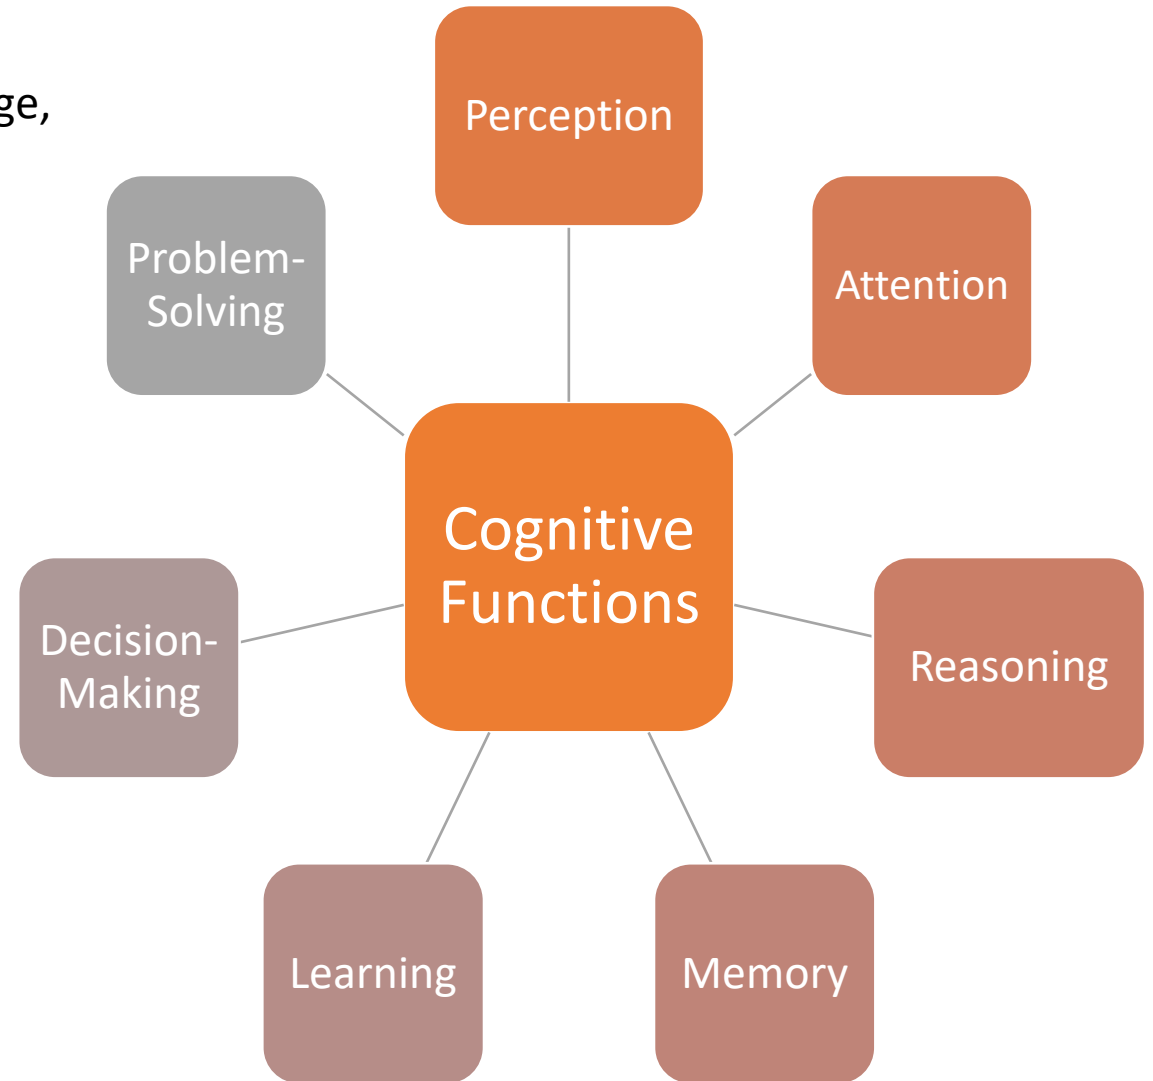 ge,
Perception
Problem-
Solving
Attention
Cognitive
Functions
Decision-
Making
Reasoning
Learning
Memory